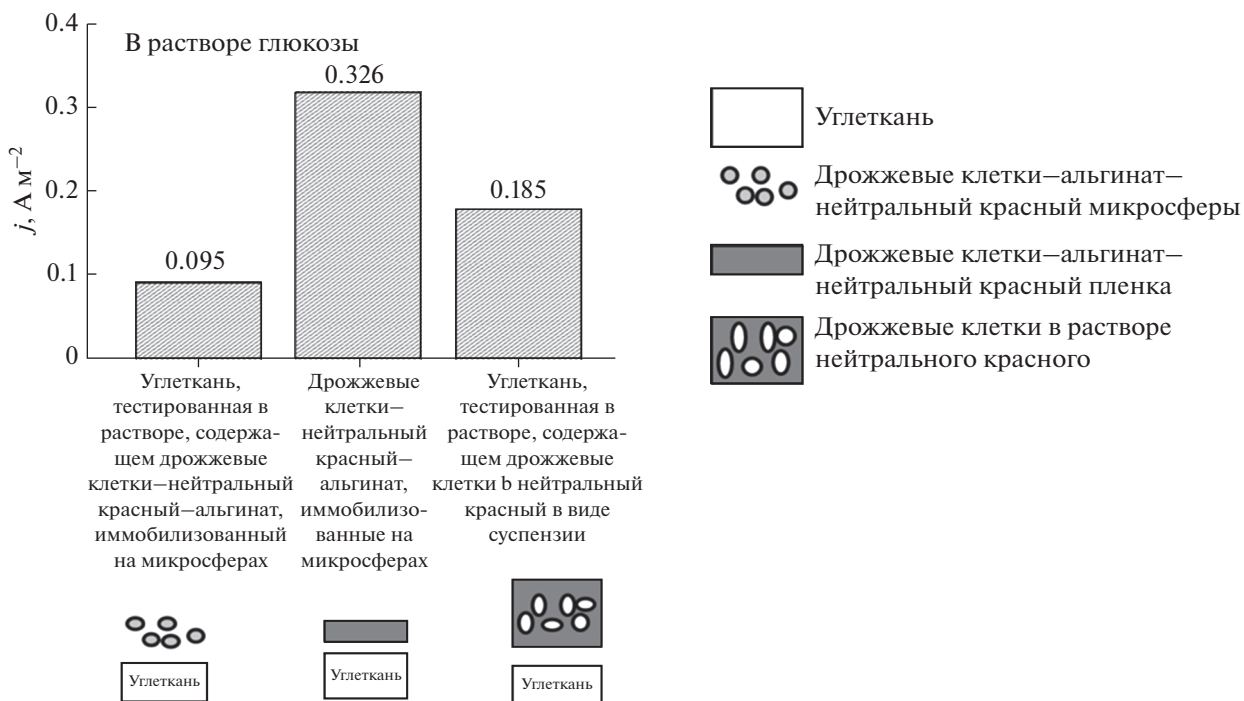 0.4
В растворе глюкозы
0.326
0.3
j, А м−2
0.2
0.185
0.095
0.1
0
Углеткань,
тестированная в
растворе, содержа-
щем дрожжевые
клетки–нейтральный
красный–альгинат,
иммобилизованный
на микросферах
Дрожжевые
клетки–
нейтральный
красный–
альгинат,
иммобилизо-
ванные на
микросферах
Углеткань,
тестированная в
растворе, содержа-
щем дрожжевые
клетки b нейтральный
красный в виде
суспензии
Углеткань
Углеткань
Углеткань
Углеткань
Дрожжевые клетки–альгинат–
нейтральный красный микросферы
Дрожжевые клетки–альгинат–
нейтральный красный пленка
Дрожжевые клетки в растворе
нейтрального красного